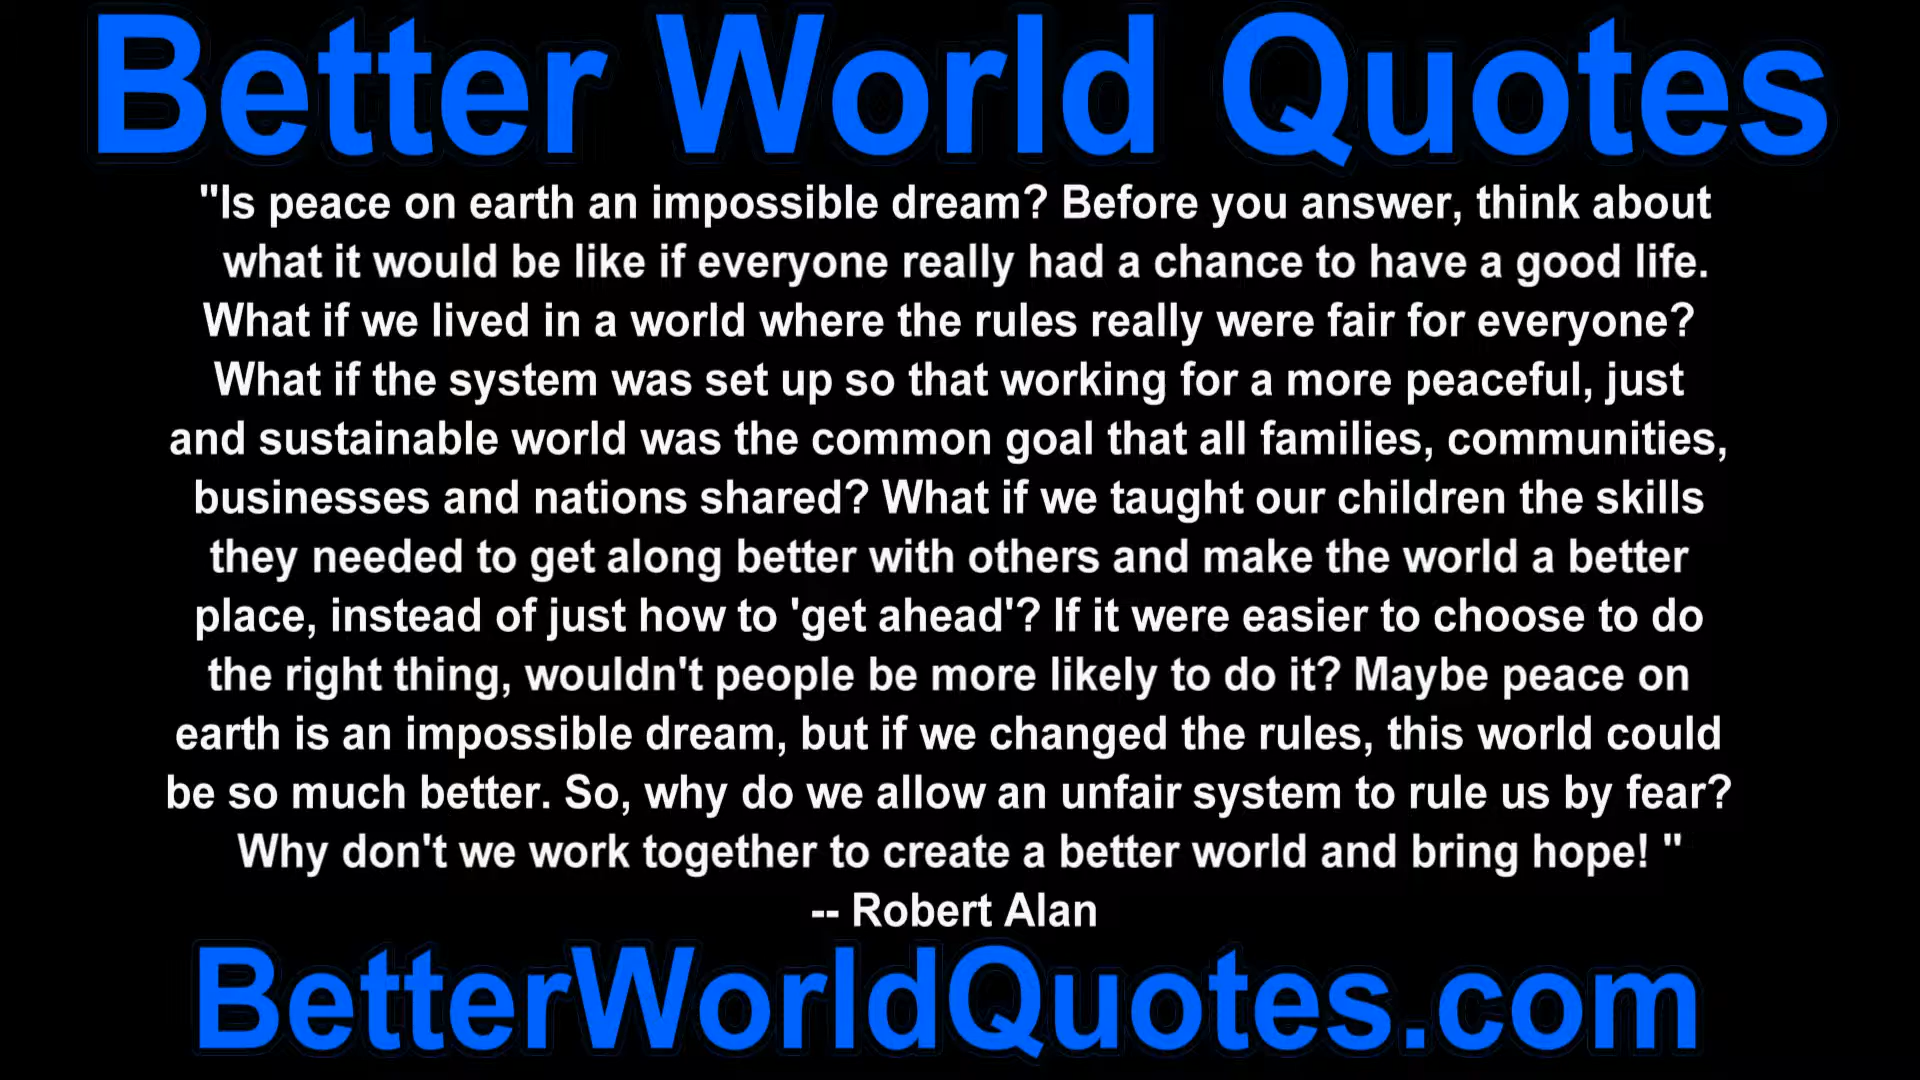 Better World Quotes
"Is peace on earth an impossible dream? Before you answer, think about
what it would be like if everyone really had a chance to have a good life.
What if we lived in a world where the rules really were fair for everyone?
What if the system was set up so that working for a more peaceful, just
and sustainable world was the common goal that all families, communities,
businesses and nations shared? What if we taught our children the skills
they needed to get along better with others and make the world a better
place, instead of just how to 'get ahead'? If it were easier to choose to do
the right thing, wouldn't people be more likely to do it? Maybe peace on
earth is an impossible dream, but if we changed the rules, this world could
be so much better. So, why do we allow an unfair system to rule us by fear?
Why don't we work together to create a better world and bring hope! "
-- Robert Alan
BetterWorldQuotes.com